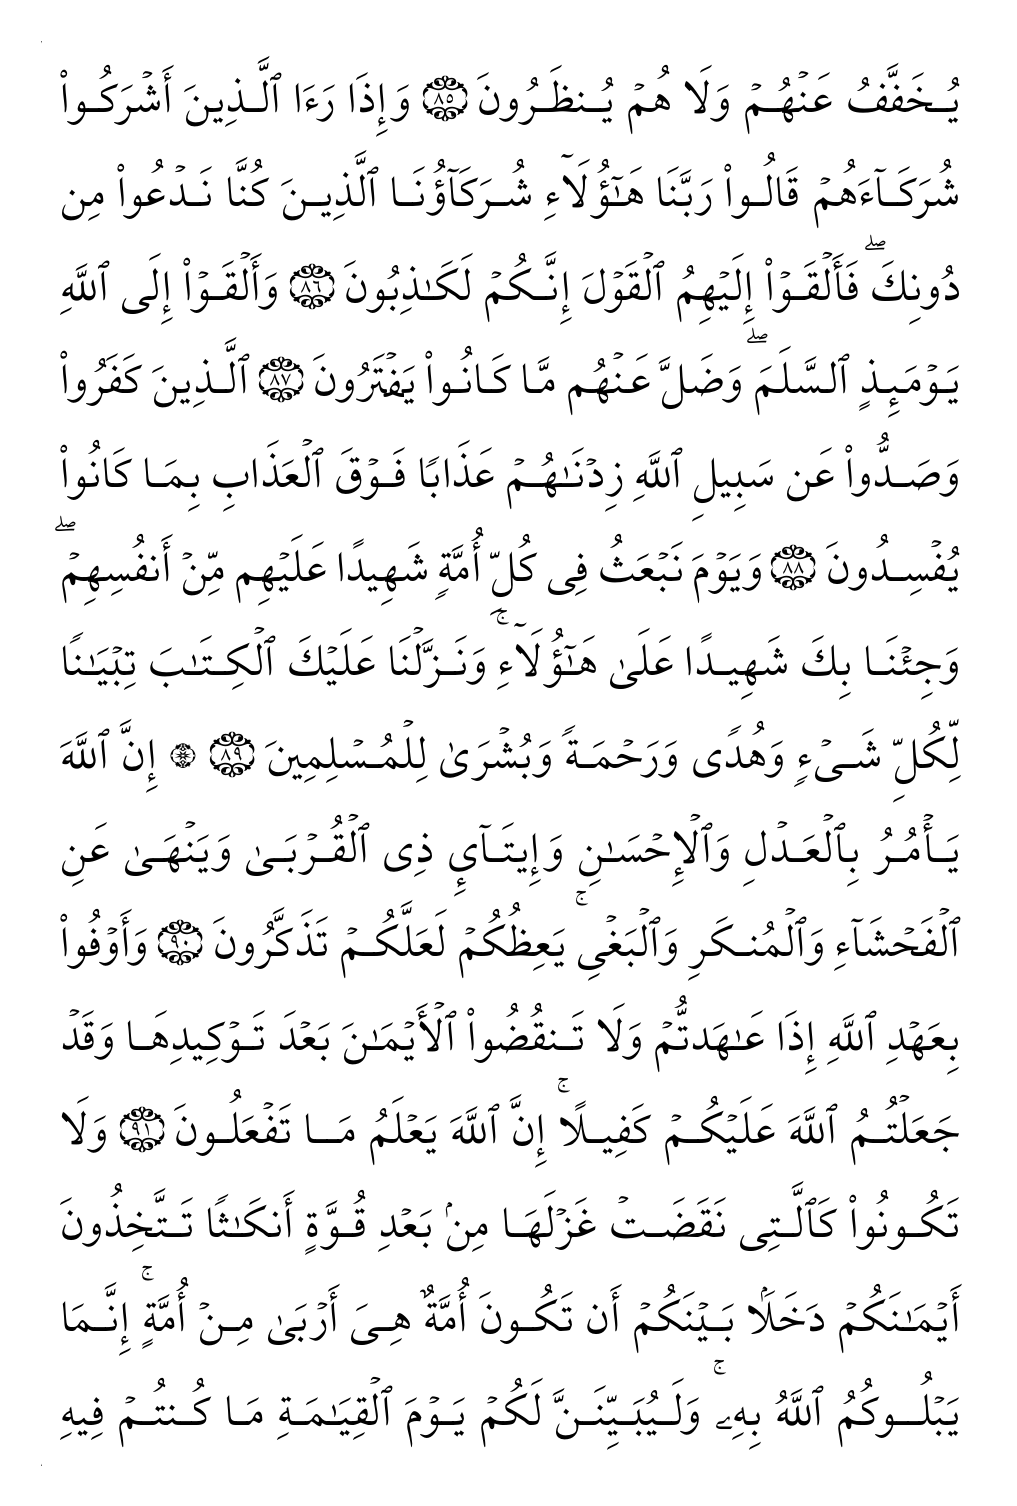 يُخَفَّفُ عَنۡهُمۡ وَلَا هُمۡ يُنظَرُونَ ٨٥ وَإِذَا رَءَا ٱلَّذِينَ أَشۡرَكُواْ
شُرَكَآءَهُمۡ قَالُواْ رَبَّنَا هَٰٓؤُلَآءِ شُرَكَآؤُنَا ٱلَّذِينَ كُنَّا نَدۡعُواْ مِن
دُونِكَۖ فَأَلۡقَوۡاْ إِلَيۡهِمُ ٱلۡقَوۡلَ إِنَّكُمۡ لَكَٰذِبُونَ ٨٦ وَأَلۡقَوۡاْ إِلَى ٱللَّهِ
يَوۡمَئِذٍ ٱلسَّلَمَۖ وَضَلَّ عَنۡهُم مَّا كَانُواْ يَفۡتَرُونَ ٨٧ ٱلَّذِينَ كَفَرُواْ
وَصَدُّواْ عَن سَبِيلِ ٱللَّهِ زِدۡنَٰهُمۡ عَذَابٗا فَوۡقَ ٱلۡعَذَابِ بِمَا كَانُواْ
يُفۡسِدُونَ ٨٨ وَيَوۡمَ نَبۡعَثُ فِي كُلِّ أُمَّةٖ شَهِيدًا عَلَيۡهِم مِّنۡ أَنفُسِهِمۡۖ
وَجِئۡنَا بِكَ شَهِيدًا عَلَىٰ هَٰٓؤُلَآءِۚ وَنَزَّلۡنَا عَلَيۡكَ ٱلۡكِتَٰبَ تِبۡيَٰنٗا
لِّكُلِّ شَيۡءٖ وَهُدٗى وَرَحۡمَةٗ وَبُشۡرَىٰ لِلۡمُسۡلِمِينَ ٨٩ ۞ إِنَّ ٱللَّهَ
يَأۡمُرُ بِٱلۡعَدۡلِ وَٱلۡإِحۡسَٰنِ وَإِيتَآيِٕ ذِي ٱلۡقُرۡبَىٰ وَيَنۡهَىٰ عَنِ
ٱلۡفَحۡشَآءِ وَٱلۡمُنكَرِ وَٱلۡبَغۡيِۚ يَعِظُكُمۡ لَعَلَّكُمۡ تَذَكَّرُونَ ٩٠ وَأَوۡفُواْ
بِعَهۡدِ ٱللَّهِ إِذَا عَٰهَدتُّمۡ وَلَا تَنقُضُواْ ٱلۡأَيۡمَٰنَ بَعۡدَ تَوۡكِيدِهَا وَقَدۡ
جَعَلۡتُمُ ٱللَّهَ عَلَيۡكُمۡ كَفِيلًاۚ إِنَّ ٱللَّهَ يَعۡلَمُ مَا تَفۡعَلُونَ ٩١ وَلَا
تَكُونُواْ كَٱلَّتِي نَقَضَتۡ غَزۡلَهَا مِنۢ بَعۡدِ قُوَّةٍ أَنكَٰثٗا تَتَّخِذُونَ
أَيۡمَٰنَكُمۡ دَخَلَۢا بَيۡنَكُمۡ أَن تَكُونَ أُمَّةٌ هِيَ أَرۡبَىٰ مِنۡ أُمَّةٍۚ إِنَّمَا
يَبۡلُوكُمُ ٱللَّهُ بِهِۦۚ وَلَيُبَيِّنَنَّ لَكُمۡ يَوۡمَ ٱلۡقِيَٰمَةِ مَا كُنتُمۡ فِيهِ